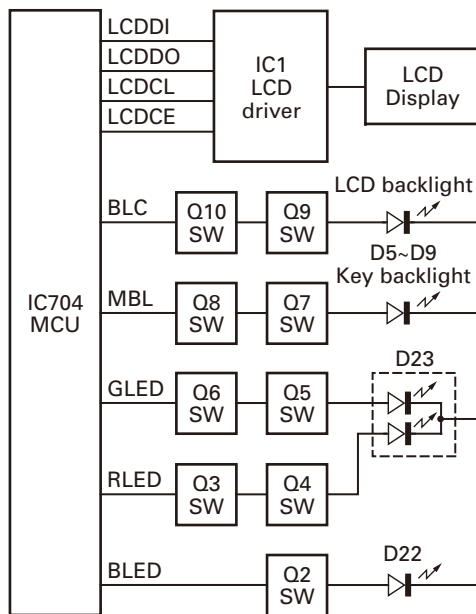 LCDDI
LCDDO
LCDCL
LCDCE
IC1
LCD
driver
LCD
Display
LCD backlight
BLC
Q10
SW
Q9
SW
D5~D9
Key backlight
IC704
MCU
MBL
Q8
SW
Q7
SW
D23
GLED
Q6
SW
Q5
SW
RLED
Q3
SW
Q4
SW
D22
BLED
Q2
SW